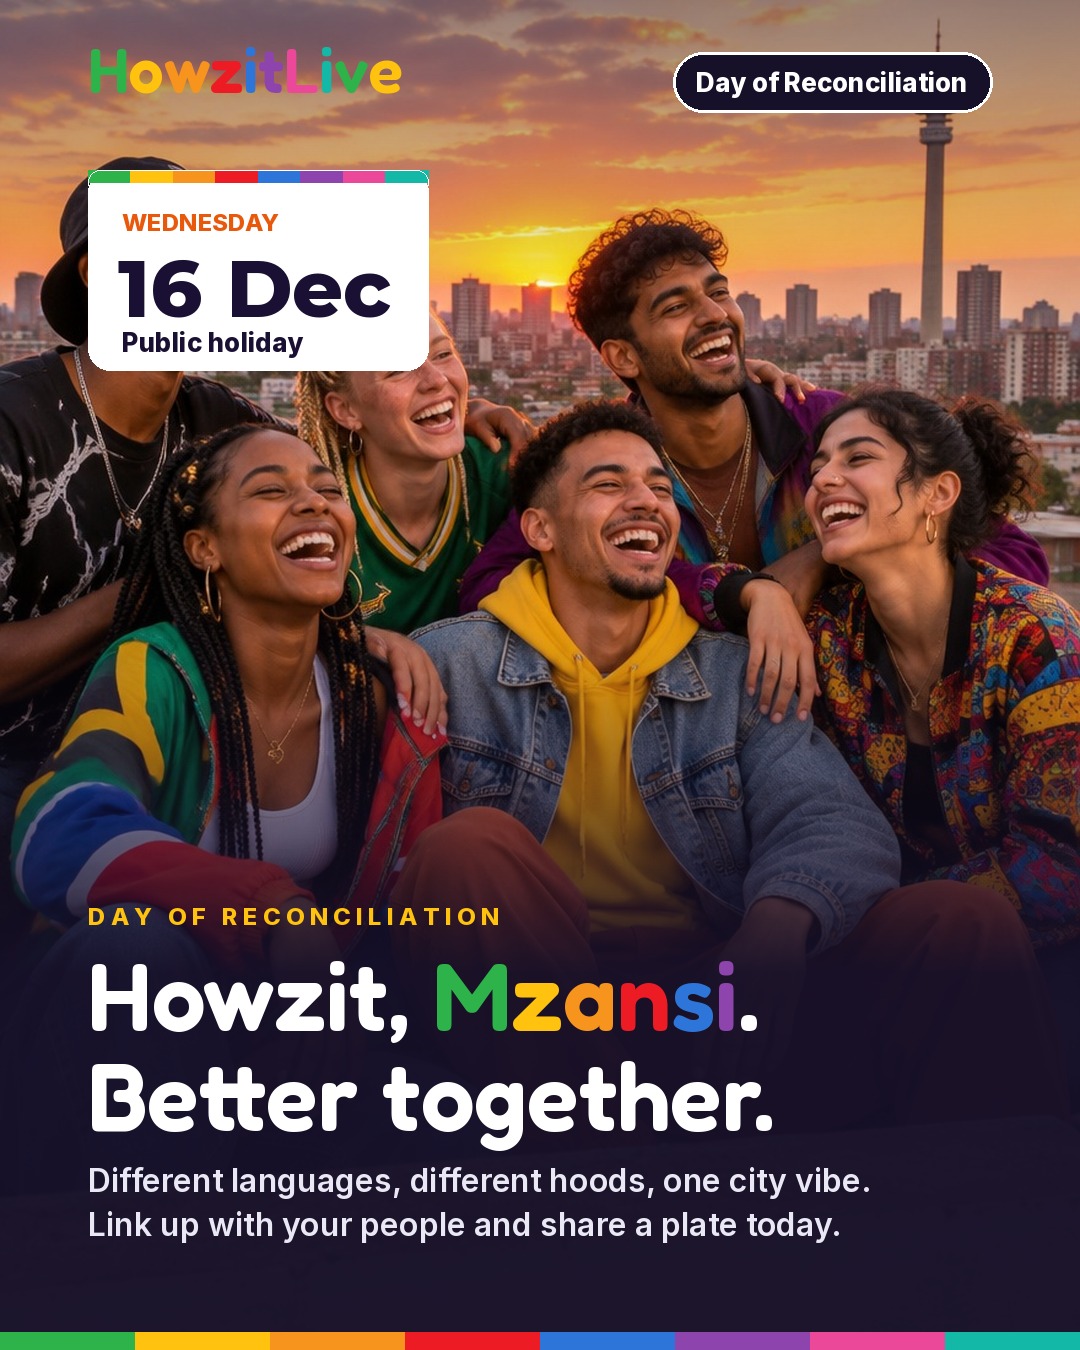 HowzitLive
Day of Reconciliation
WEDNESDAY
16 Dec
Public holiday
DAY OF RECONCILIATION
Howzit, Mzansi.
Better together.
Different languages, different hoods, one city vibe.
Link up with your people and share a plate today.